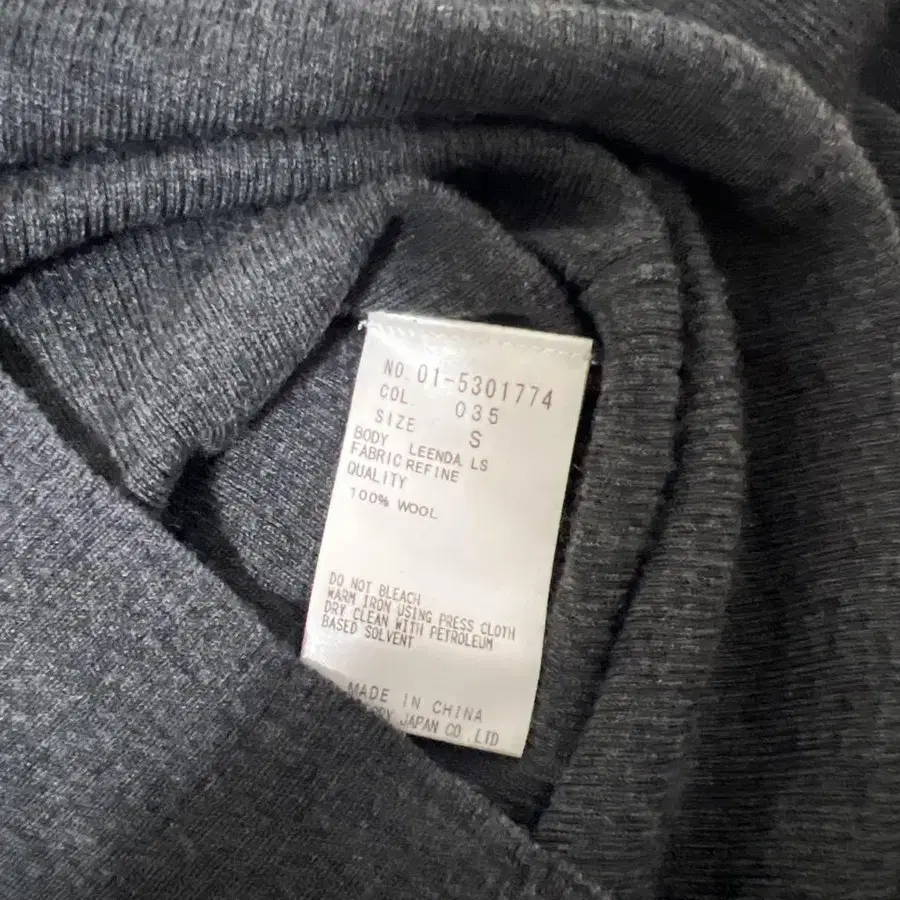 NO. 01-5301774
COL. 035
SIZE S
BODY LEENDA LS
FABRIC REFINE
QUALITY
100% WOOL
DO NOT BLEACH
WARM IRON USING PRESS CLOTH
DRY CLEAN WITH PETROLEUM
BASED SOLVENT
MADE IN CHINA
JAPAN CO.,LTD